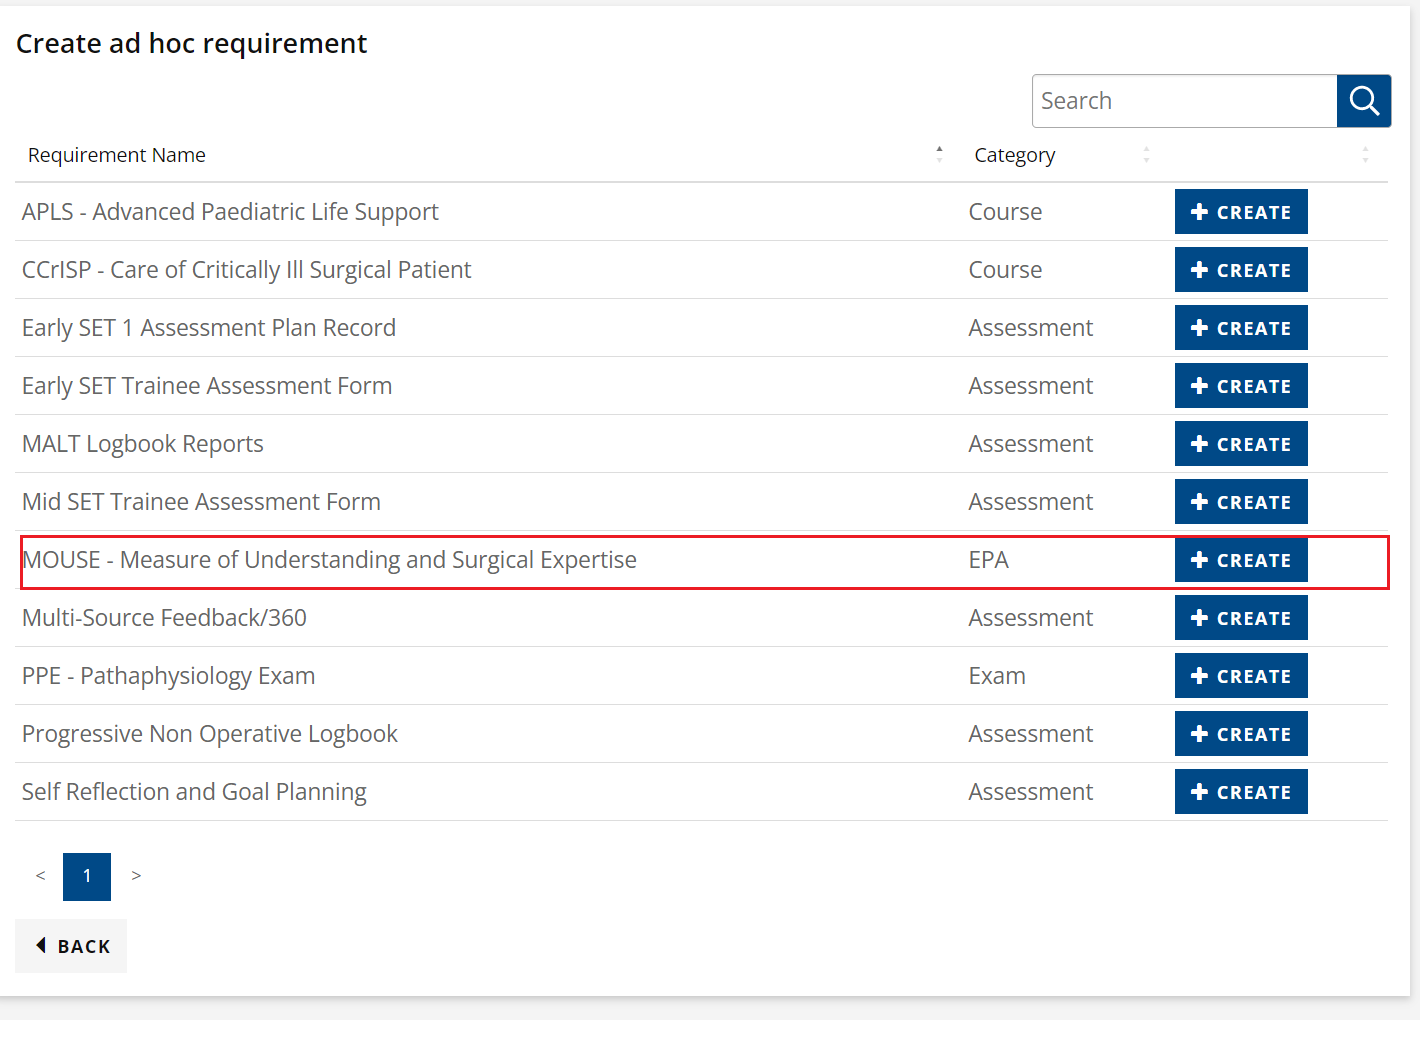 Create ad hoc requirement
Search
Requirement Name Category
APLS - Advanced Paediatric Life Support Course CREATE
CCrISP - Care of Critically Ill Surgical Patient Course CREATE
Early SET 1 Assessment Plan Record Assessment CREATE
Early SET Trainee Assessment Form Assessment CREATE
MALT Logbook Reports Assessment CREATE
Mid SET Trainee Assessment Form Assessment CREATE
MOUSE - Measure of Understanding and Surgical Expertise EPA CREATE
Multi-Source Feedback/360 Assessment CREATE
PPE - Pathaphysiology Exam Exam CREATE
Progressive Non Operative Logbook Assessment CREATE
Self Reflection and Goal Planning Assessment CREATE
< 1 >
BACK